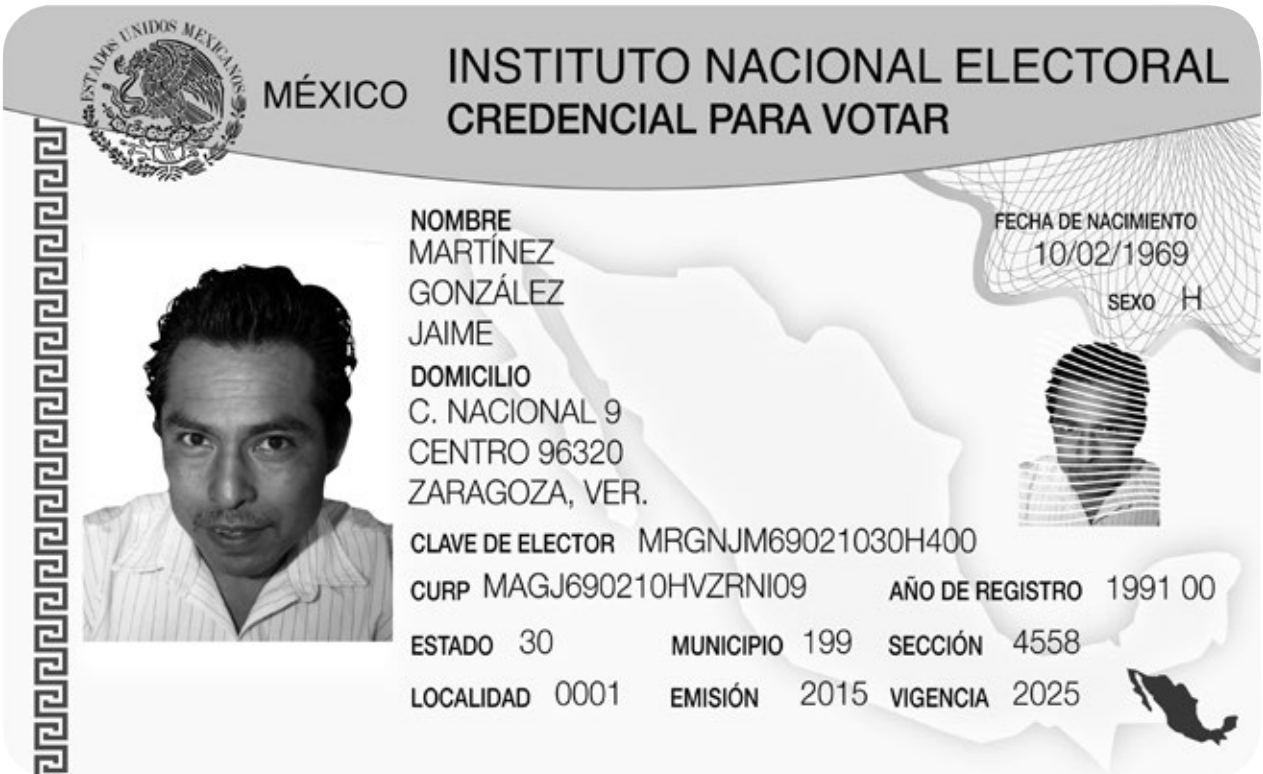 ESTADOS UNIDOS MEXICANOS
MÉXICO
INSTITUTO NACIONAL ELECTORAL
CREDENCIAL PARA VOTAR
NOMBRE
MARTÍNEZ
GONZÁLEZ
JAIME
FECHA DE NACIMIENTO
10/02/1969
SEXO H
DOMICILIO
C. NACIONAL 9
CENTRO 96320
ZARAGOZA, VER.
CLAVE DE ELECTOR MRGNJM69021030H400
CURP MAGJ690210HVZRNI09 AÑO DE REGISTRO 1991 00
ESTADO 30 MUNICIPIO 199 SECCIÓN 4558
LOCALIDAD 0001 EMISIÓN 2015 VIGENCIA 2025